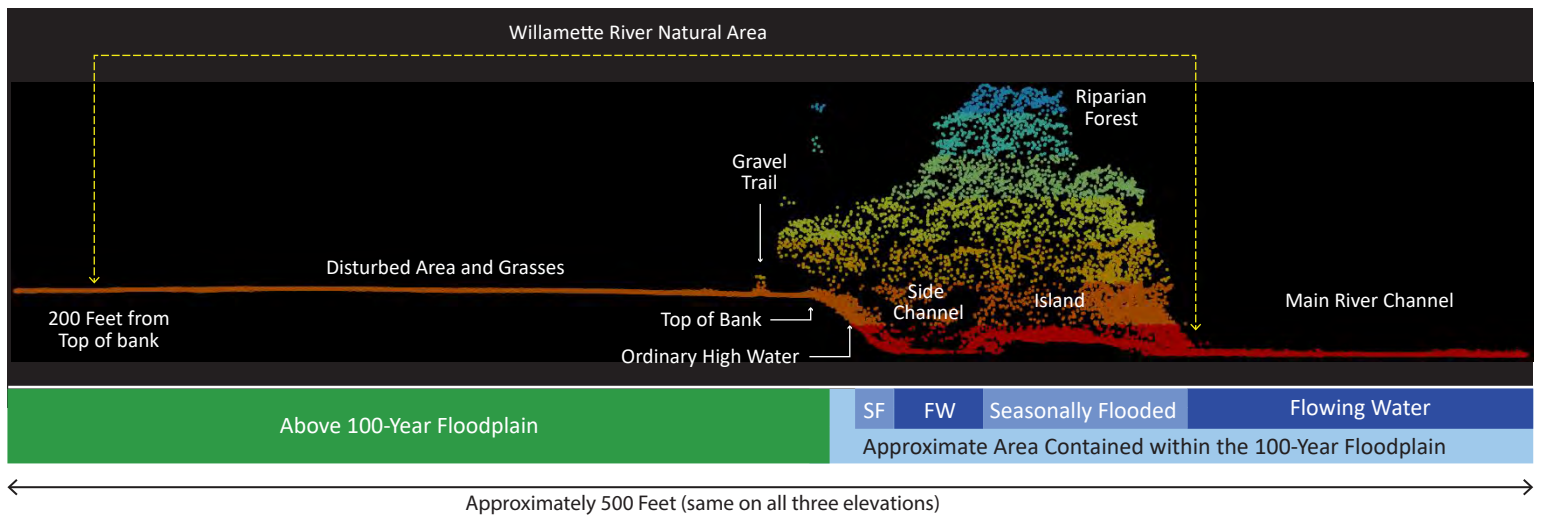 Willamette River Natural Area
Riparian
Forest
Gravel
Trail
Disturbed Area and Grasses
Side
Channel
Island
Main River Channel
200 Feet from
Top of bank
Top of Bank
Ordinary High Water
Above 100-Year Floodplain
SF
FW
Seasonally Flooded
Flowing Water
Approximate Area Contained within the 100-Year Floodplain
Approximately 500 Feet (same on all three elevations)